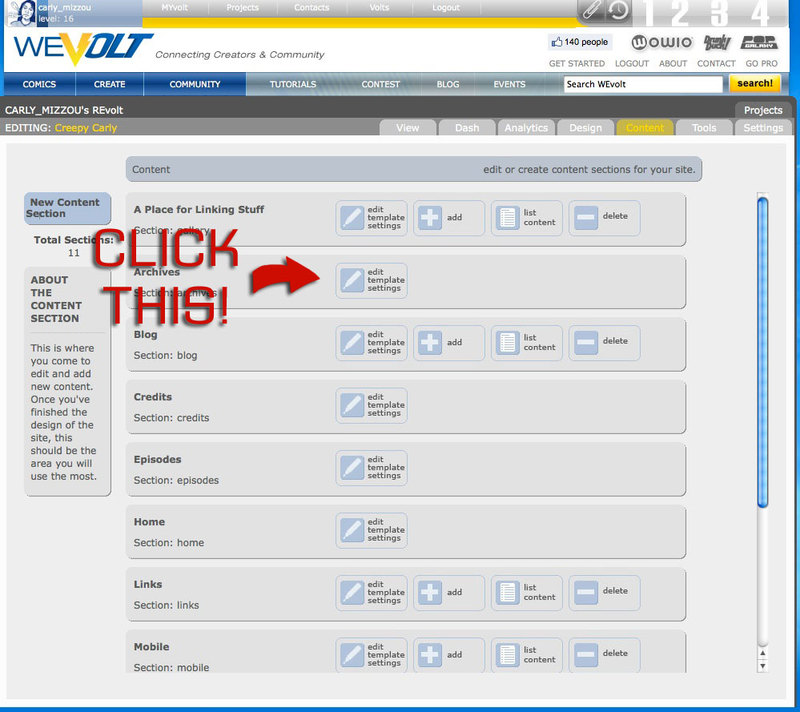 carly_mizzou
level: 16
MYvolt Projects Contacts Volts Logout
1 2 3 4
WEVOLT Connecting Creators & Community
140 people
WOWIO DrunkDuck POP GALAXY
GET STARTED LOGOUT ABOUT CONTACT GO PRO
COMICS CREATE COMMUNITY TUTORIALS CONTEST BLOG EVENTS Search WEvolt search!
CARLY_MIZZOU's REvolt Projects
EDITING: Creepy Carly View Dash Analytics Design Content Tools Settings
Content edit or create content sections for your site.
New Content
Section
Total Sections:
11
ABOUT
THE
CONTENT
SECTION
This is where
you come to
edit and add
new content.
Once you've
finished the
design of the
site, this
should be the
area you will
use the most.
CLICK
THIS!
A Place for Linking Stuff
Section: gallery
edit
template
settings
add
list
content
delete
Archives
Section: archives
edit
template
settings
Blog
Section: blog
edit
template
settings
add
list
content
delete
Credits
Section: credits
edit
template
settings
Episodes
Section: episodes
edit
template
settings
Home
Section: home
edit
template
settings
Links
Section: links
edit
template
settings
add
list
content
delete
Mobile
Section: mobile
edit
template
settings
add
list
content
delete